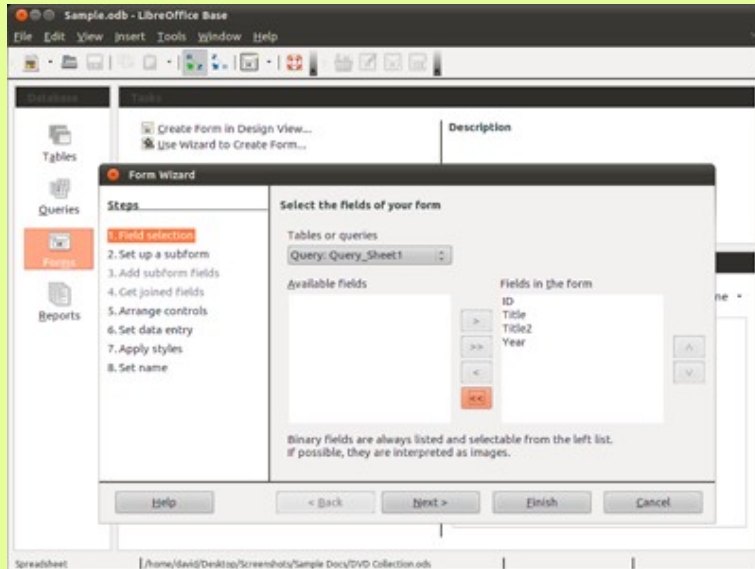 Sample.odb - LibreOffice Base
File Edit View Insert Tools Window Help
Database
Tasks
Tables
Queries
Forms
Reports
Create Form in Design View...
Use Wizard to Create Form...
Description
Form Wizard
Steps
1. Field selection
2. Set up a subform
3. Add subform fields
4. Get joined fields
5. Arrange controls
6. Set data entry
7. Apply styles
8. Set name
Select the fields of your form
Tables or queries
Query: Query_Sheet1
Available fields
>
>>
<
<<
Fields in the form
ID
Title
Title2
Year
Binary fields are always listed and selectable from the left list.
If possible, they are interpreted as images.
Help
< Back
Next >
Finish
Cancel
Spreadsheet
/home/david/Desktop/Screenshots/Sample Docs/DVD Collection.ods